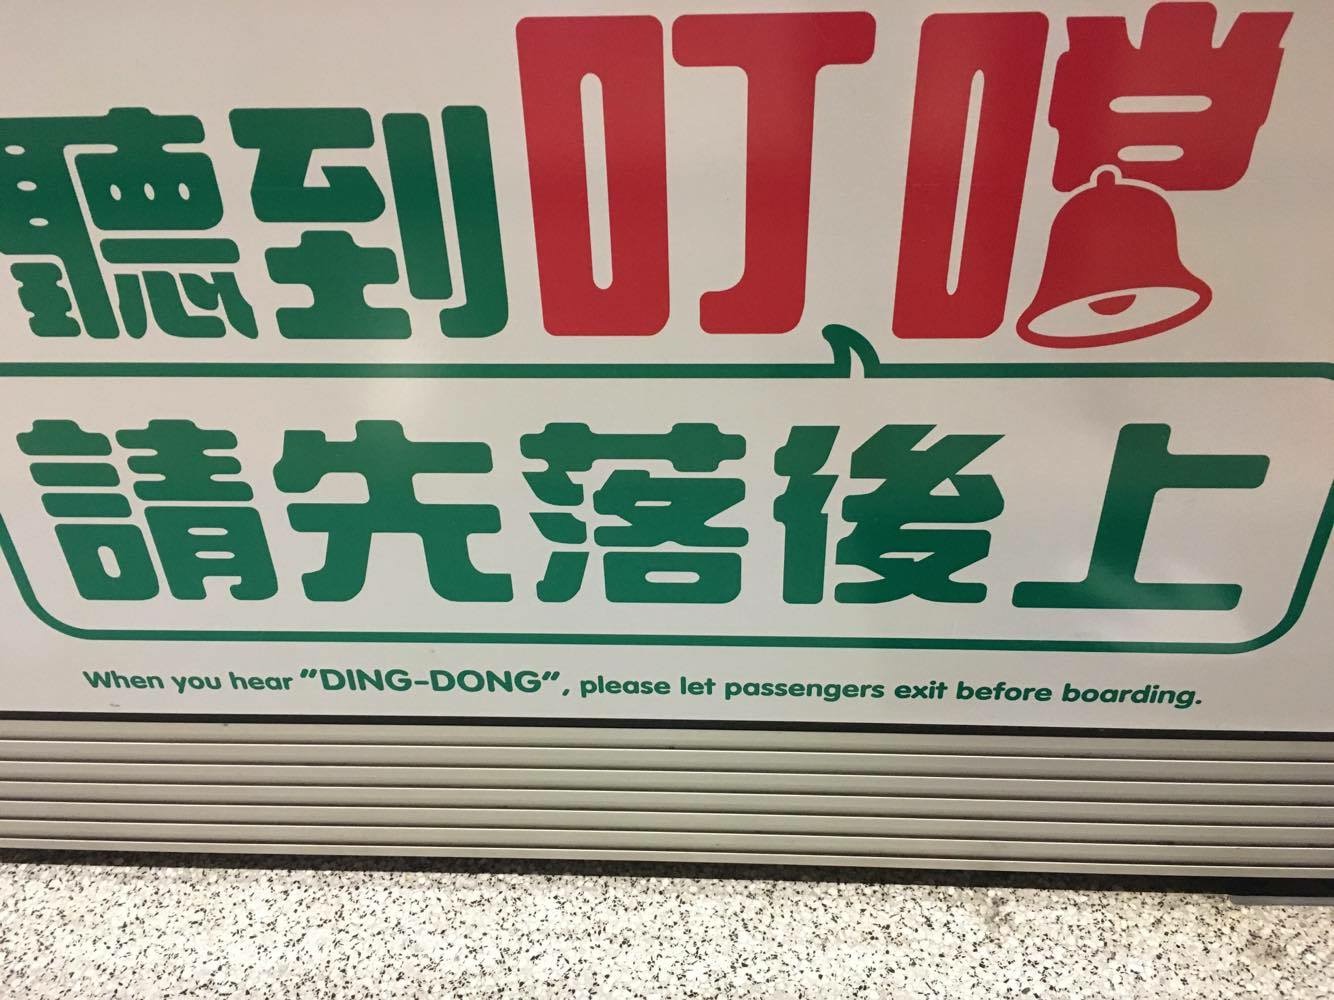 聽到叮噹
請先落後上
When you hear "DING-DONG", please let passengers exit before boarding.